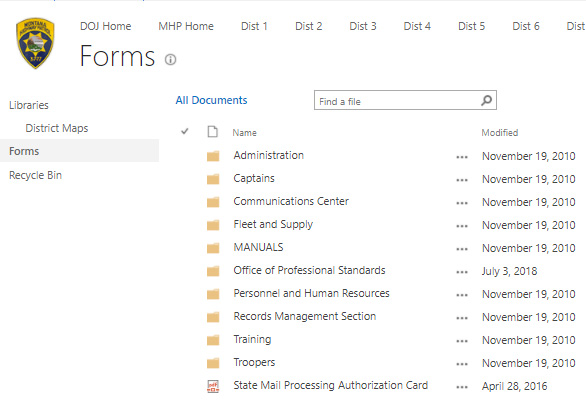 DOJ Home MHP Home Dist 1 Dist 2 Dist 3 Dist 4 Dist 5 Dist 6 Dist
Forms
All Documents Find a file
Libraries
District Maps
Forms
Recycle Bin
Name Modified
Administration ... November 19, 2010
Captains ... November 19, 2010
Communications Center ... November 19, 2010
Fleet and Supply ... November 19, 2010
MANUALS ... November 19, 2010
Office of Professional Standards ... July 3, 2018
Personnel and Human Resources ... November 19, 2010
Records Management Section ... November 19, 2010
Training ... November 19, 2010
Troopers ... November 19, 2010
State Mail Processing Authorization Card ... April 28, 2016